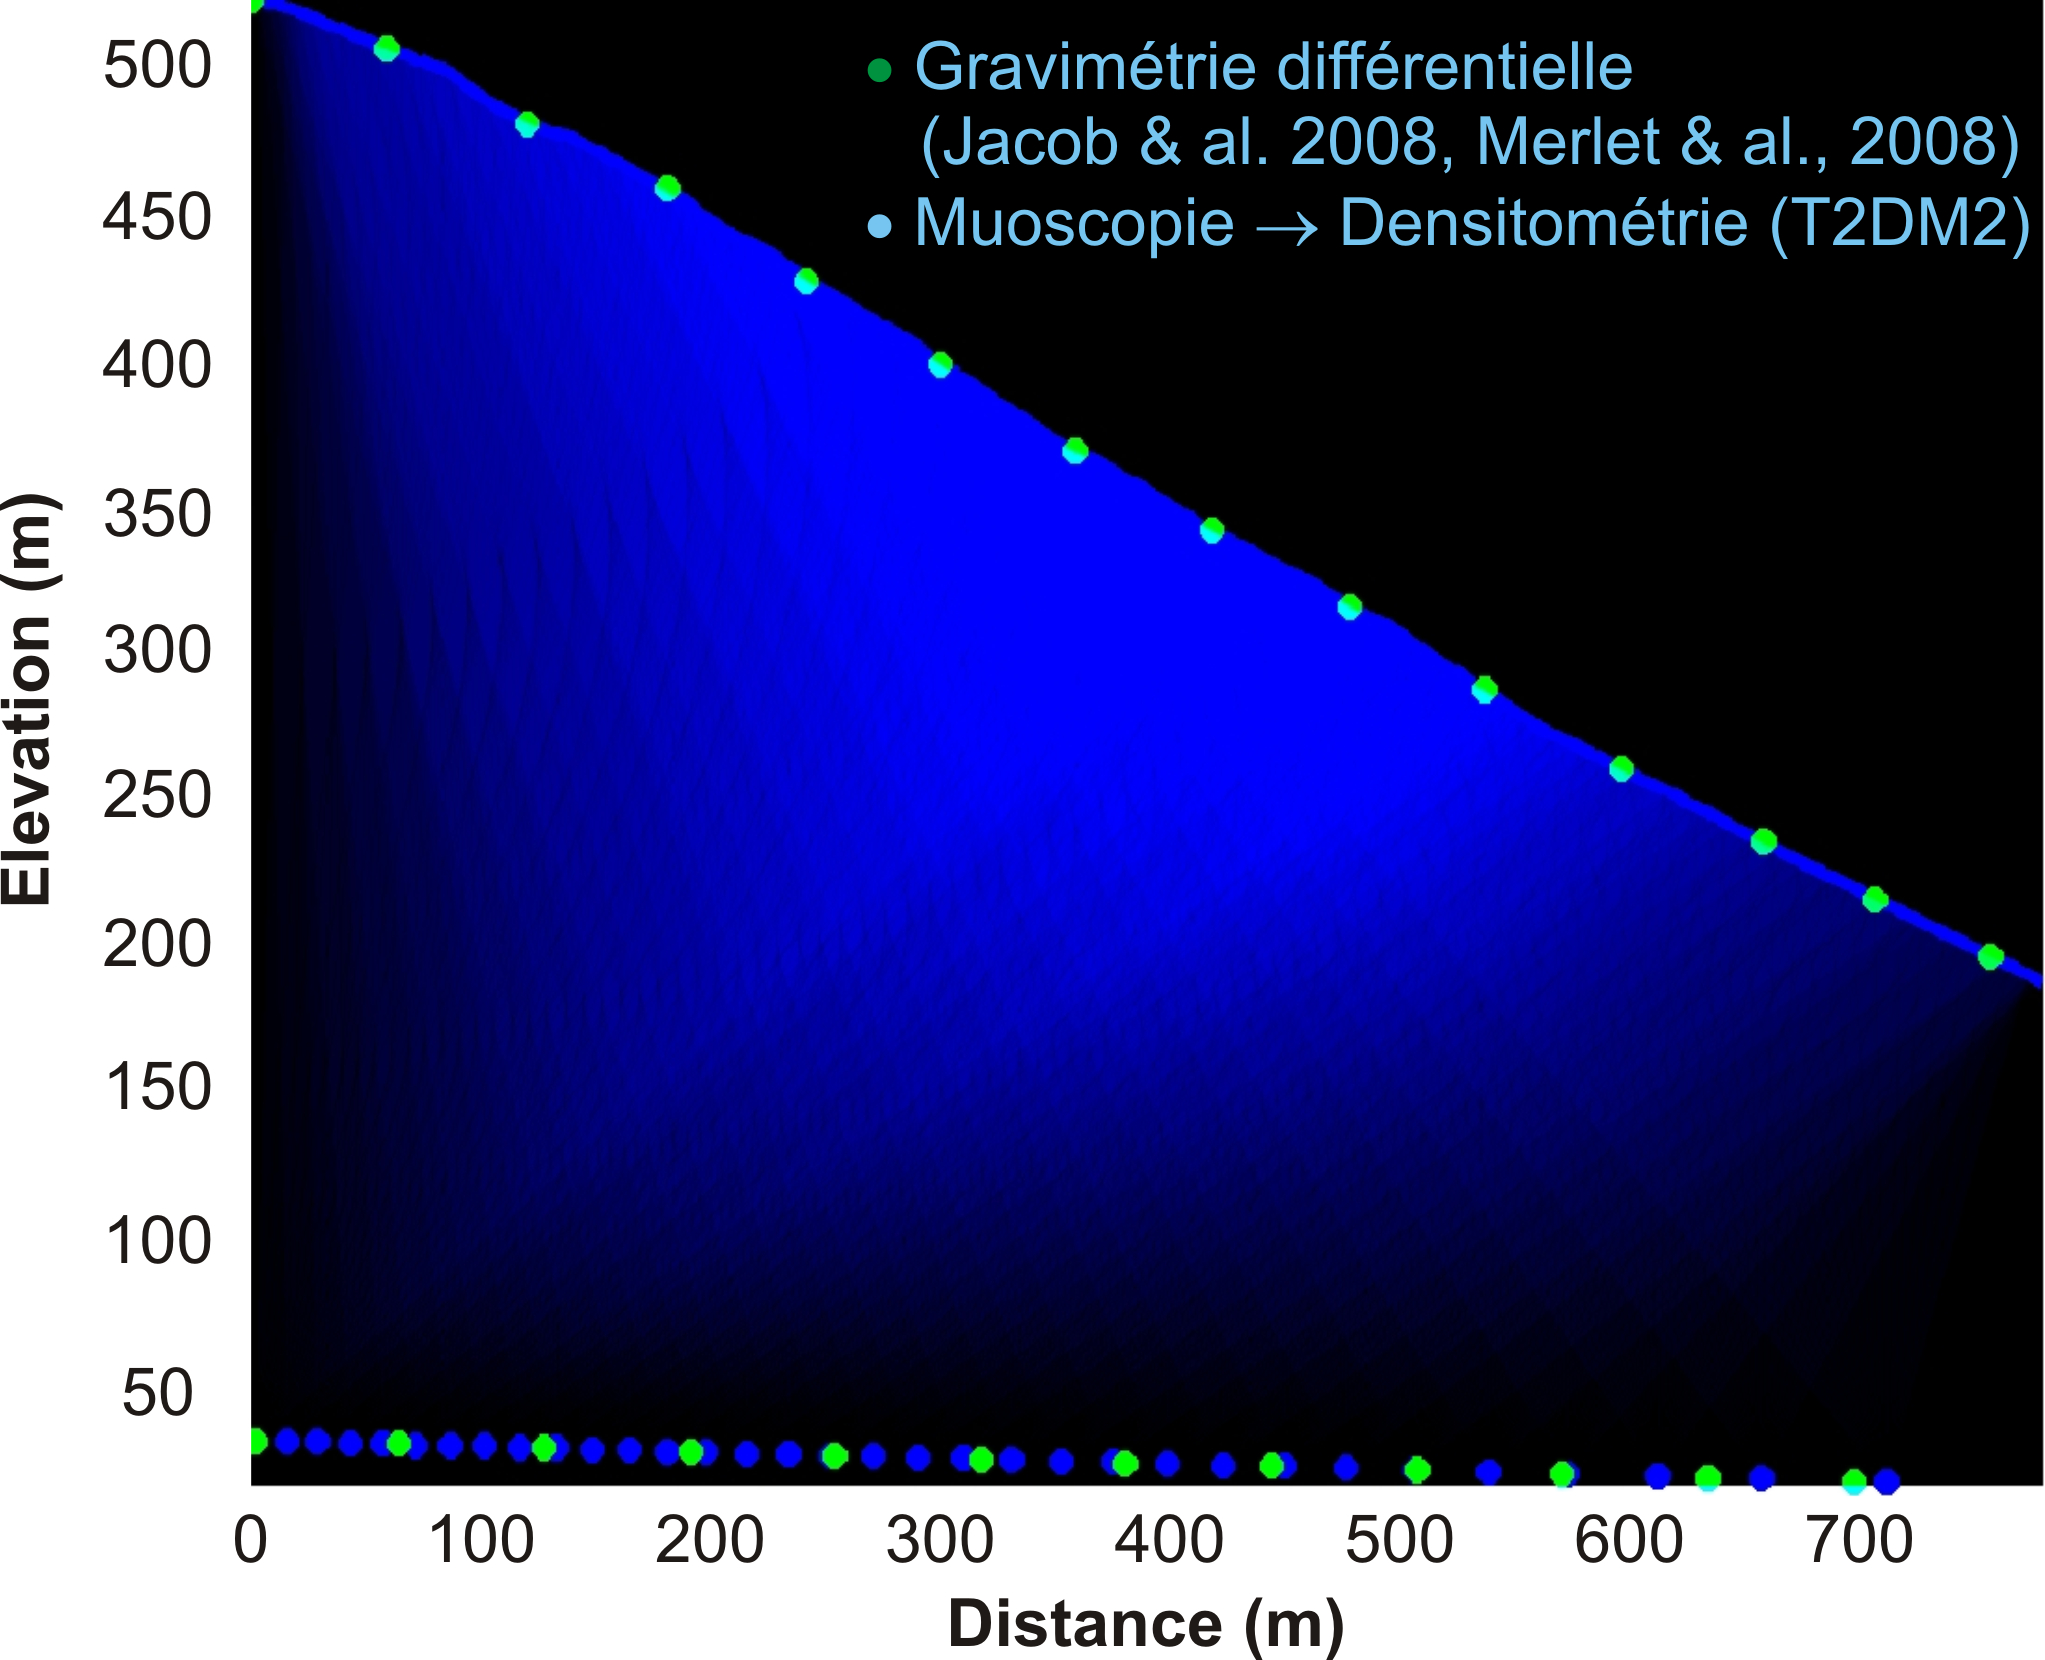 • Gravimétrie différentielle
(Jacob & al. 2008, Merlet & al., 2008)
• Muoscopie → Densitométrie (T2DM2)
Elevation (m)
500
450
400
350
300
250
200
150
100
50
0 100 200 300 400 500 600 700
Distance (m)